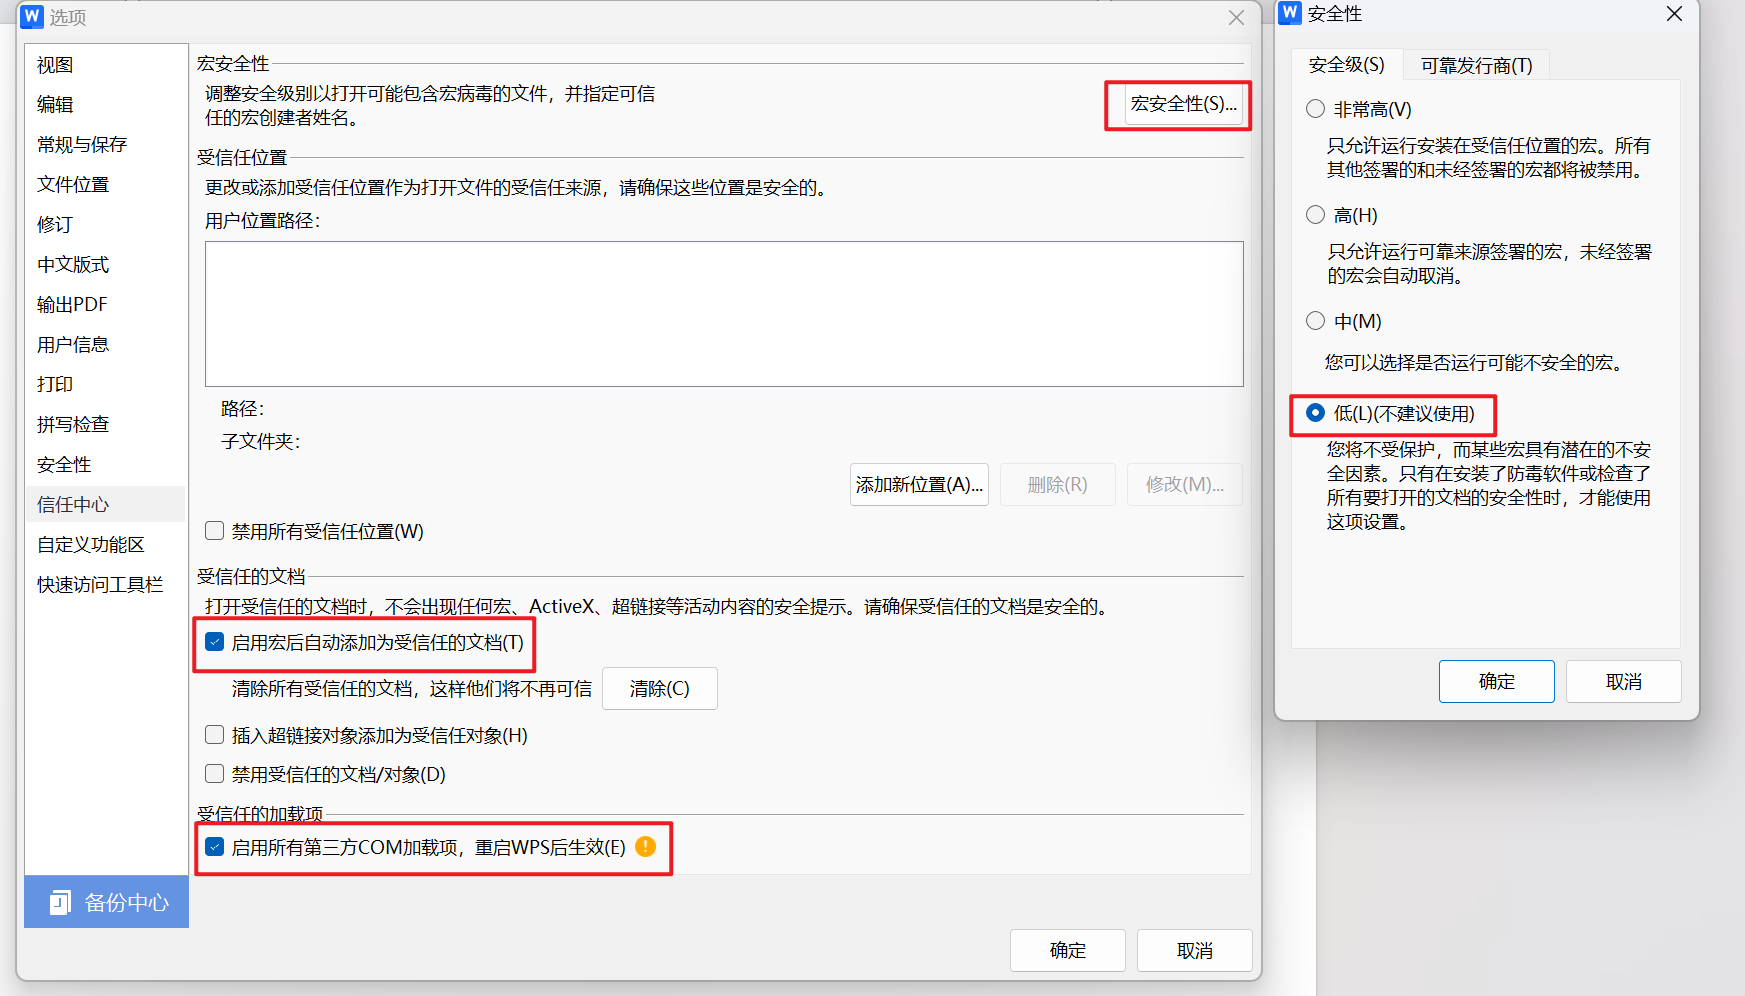 选项
视图
编辑
常规与保存
文件位置
修订
中文版式
输出PDF
用户信息
打印
拼写检查
安全性
信任中心
自定义功能区
快速访问工具栏
备份中心
宏安全性
调整安全级别以打开可能包含宏病毒的文件，并指定可信
任的宏创建者姓名。
宏安全性(S)...
受信任位置
更改或添加受信任位置作为打开文件的受信任来源，请确保这些位置是安全的。
用户位置路径：
路径：
子文件夹：
添加新位置(A)...
删除(R)
修改(M)...
禁用所有受信任位置(W)
受信任的文档
打开受信任的文档时，不会出现任何宏、ActiveX、超链接等活动内容的安全提示。请确保受信任的文档是安全的。
启用宏后自动添加为受信任的文档(T)
清除所有受信任的文档，这样他们将不再可信
清除(C)
插入超链接对象添加为受信任对象(H)
禁用受信任的文档/对象(D)
受信任的加载项
启用所有第三方COM加载项，重启WPS后生效(E)
确定
取消
安全性
安全级(S)
可靠发行商(T)
非常高(V)
只允许运行安装在受信任位置的宏。所有
其他签署的和未经签署的宏都将被禁用。
高(H)
只允许运行可靠来源签署的宏，未经签署
的宏会自动取消。
中(M)
您可以选择是否运行可能不安全的宏。
低(L)(不建议使用)
您将不受保护，而某些宏具有潜在的不安
全因素。只有在安装了防毒软件或检查了
所有要打开的文档的安全性时，才能使用
这项设置。
确定
取消